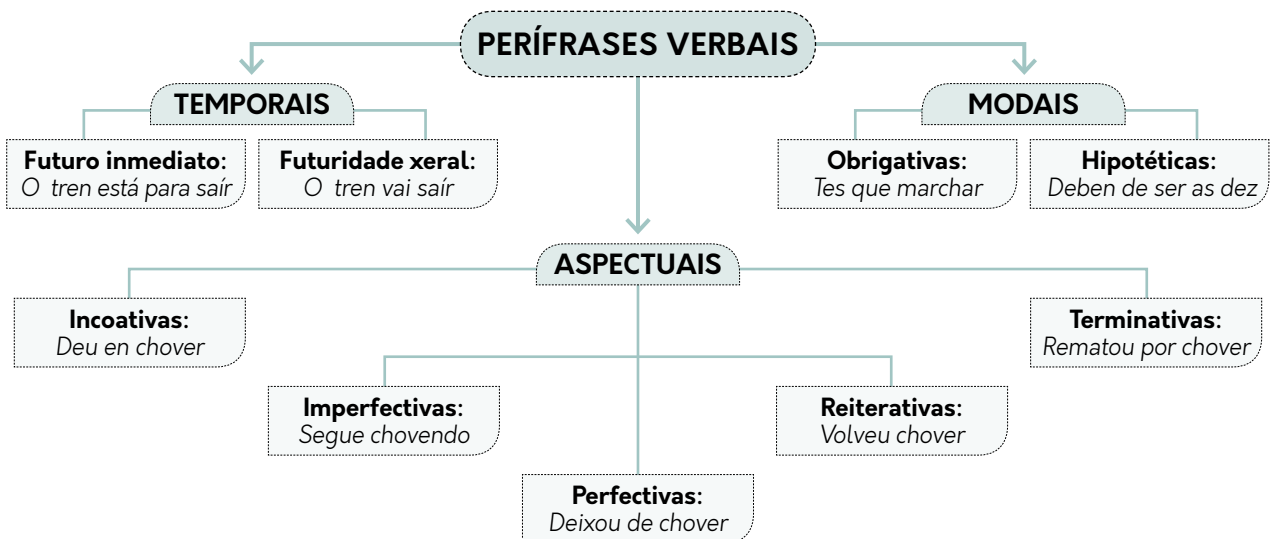 PERÍFRASES VERBAIS
TEMPORAIS
Futuro inmediato:
O tren está para saír
Futuridade xeral:
O tren vai saír
MODAIS
Obrigativas:
Tes que marchar
Hipotéticas:
Deben de ser as dez
ASPECTUAIS
Incoativas:
Deu en chover
Imperfectivas:
Segue chovendo
Perfectivas:
Deixou de chover
Reiterativas:
Volveu chover
Terminativas:
Rematou por chover